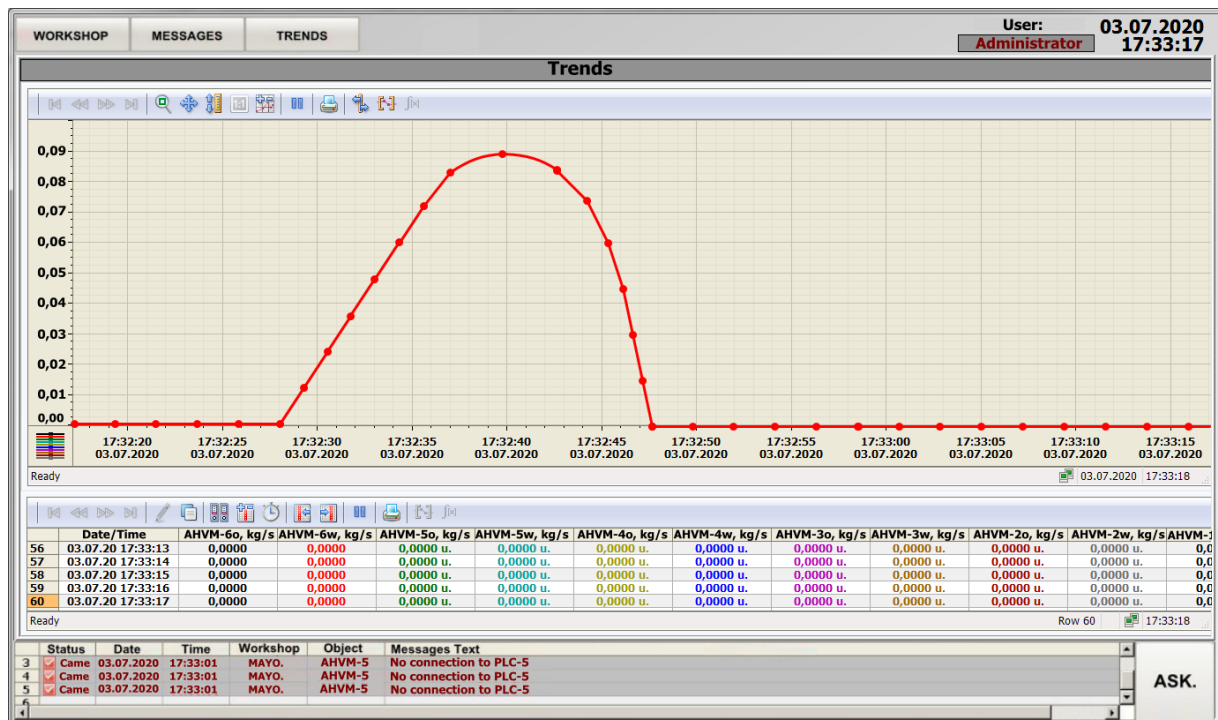 WORKSHOP MESSAGES TRENDS User: 03.07.2020
Administrator 17:33:17
Trends
0,09
0,08
0,07
0,06
0,05
0,04
0,03
0,02
0,01
0,00
17:32:20 17:32:25 17:32:30 17:32:35 17:32:40 17:32:45 17:32:50 17:32:55 17:33:00 17:33:05 17:33:10 17:33:15
03.07.2020 03.07.2020 03.07.2020 03.07.2020 03.07.2020 03.07.2020 03.07.2020 03.07.2020 03.07.2020 03.07.2020 03.07.2020 03.07.2020
Ready 03.07.2020 17:33:18
Date/Time AHVM-6o, kg/s AHVM-6w, kg/s AHVM-5o, kg/s AHVM-5w, kg/s AHVM-4o, kg/s AHVM-4w, kg/s AHVM-3o, kg/s AHVM-3w, kg/s AHVM-2o, kg/s AHVM-2w, kg/s AHVM-1
56 03.07.20 17:33:13 0,0000 0,0000 0,0000 u. 0,0000 u. 0,0000 u. 0,0000 u. 0,0000 u. 0,0000 u. 0,0000 u. 0,0000 u. 0,0
57 03.07.20 17:33:14 0,0000 0,0000 0,0000 u. 0,0000 u. 0,0000 u. 0,0000 u. 0,0000 u. 0,0000 u. 0,0000 u. 0,0000 u. 0,0
58 03.07.20 17:33:15 0,0000 0,0000 0,0000 u. 0,0000 u. 0,0000 u. 0,0000 u. 0,0000 u. 0,0000 u. 0,0000 u. 0,0000 u. 0,0
59 03.07.20 17:33:16 0,0000 0,0000 0,0000 u. 0,0000 u. 0,0000 u. 0,0000 u. 0,0000 u. 0,0000 u. 0,0000 u. 0,0000 u. 0,0
60 03.07.20 17:33:17 0,0000 0,0000 0,0000 u. 0,0000 u. 0,0000 u. 0,0000 u. 0,0000 u. 0,0000 u. 0,0000 u. 0,0000 u. 0,0
Ready Row 60 17:33:18
Status Date Time Workshop Object Messages Text
3 Came 03.07.2020 17:33:01 MAYO. AHVM-5 No connection to PLC-5
4 Came 03.07.2020 17:33:01 MAYO. AHVM-5 No connection to PLC-5
5 Came 03.07.2020 17:33:01 MAYO. AHVM-5 No connection to PLC-5
6
ASK.